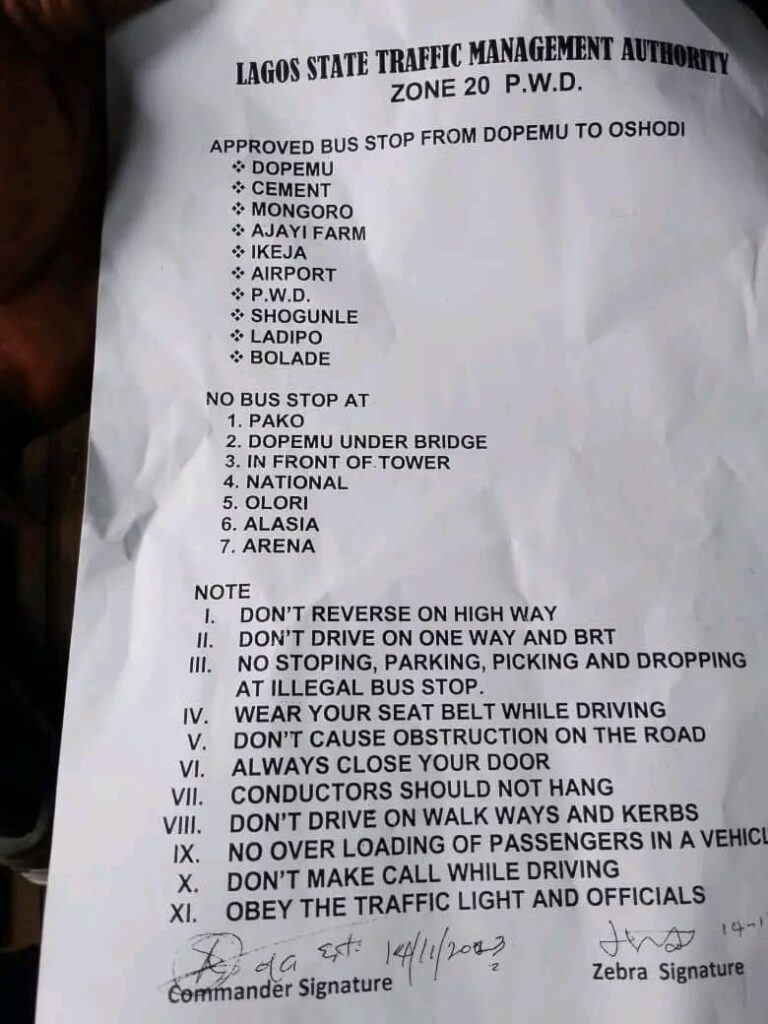 LAGOS STATE TRAFFIC MANAGEMENT AUTHORITY
ZONE 20 P.W.D.
APPROVED BUS STOP FROM DOPEMU TO OSHODI
❖ DOPEMU
❖ CEMENT
❖ MONGORO
❖ AJAYI FARM
❖ IKEJA
❖ AIRPORT
❖ P.W.D.
❖ SHOGUNLE
❖ LADIPO
❖ BOLADE
NO BUS STOP AT
1. PAKO
2. DOPEMU UNDER BRIDGE
3. IN FRONT OF TOWER
4. NATIONAL
5. OLORI
6. ALASIA
7. ARENA
NOTE
I. DON'T REVERSE ON HIGH WAY
II. DON'T DRIVE ON ONE WAY AND BRT
III. NO STOPING, PARKING, PICKING AND DROPPING
AT ILLEGAL BUS STOP.
IV. WEAR YOUR SEAT BELT WHILE DRIVING
V. DON'T CAUSE OBSTRUCTION ON THE ROAD
VI. ALWAYS CLOSE YOUR DOOR
VII. CONDUCTORS SHOULD NOT HANG
VIII. DON'T DRIVE ON WALK WAYS AND KERBS
IX. NO OVER LOADING OF PASSENGERS IN A VEHICL
X. DON'T MAKE CALL WHILE DRIVING
XI. OBEY THE TRAFFIC LIGHT AND OFFICIALS
14/11/2023 14-1
Commander Signature Zebra Signature